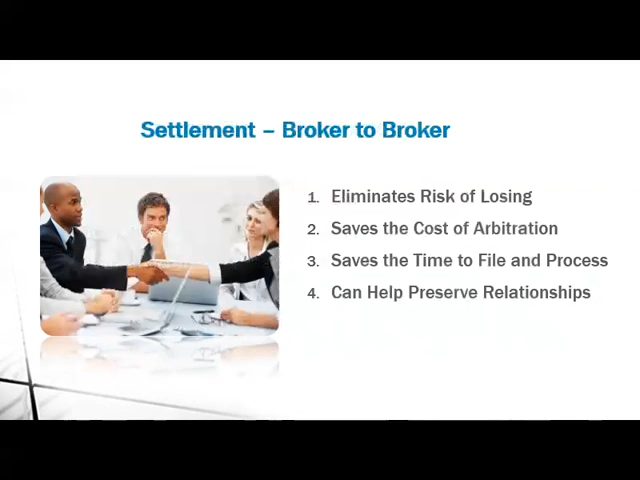 Settlement – Broker to Broker
1. Eliminates Risk of Losing
2. Saves the Cost of Arbitration
3. Saves the Time to File and Process
4. Can Help Preserve Relationships